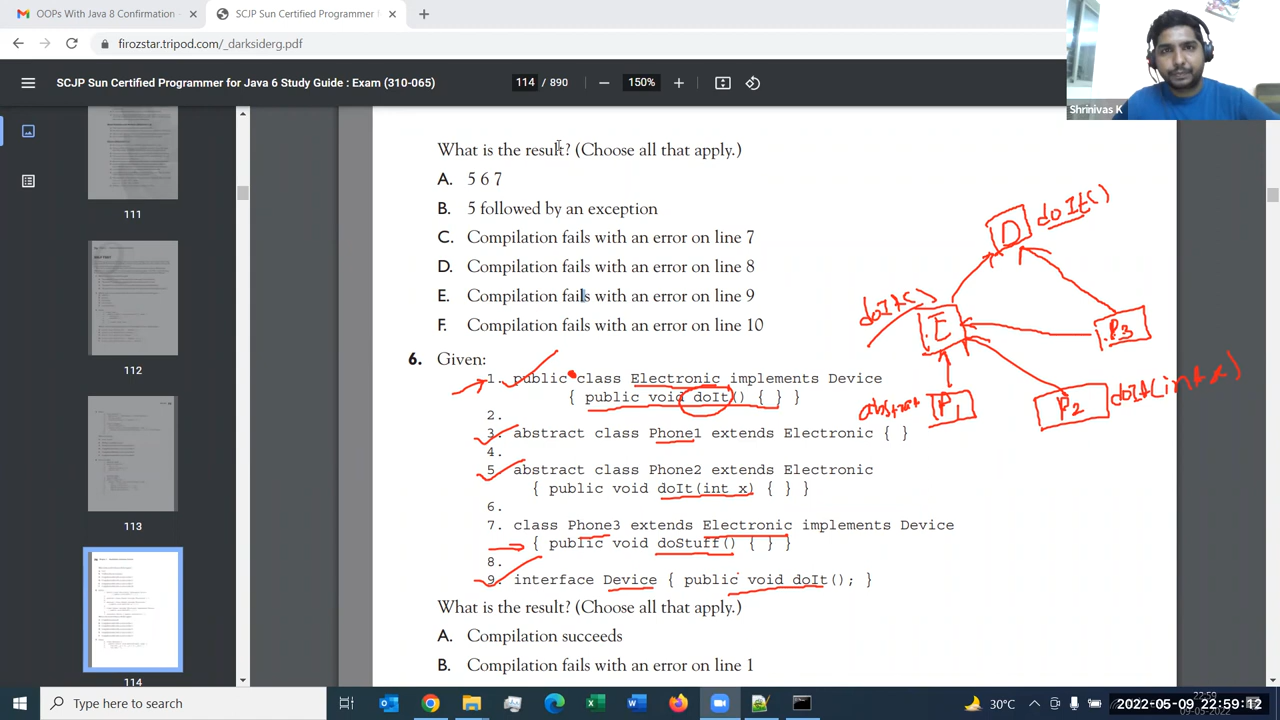 OOPs With Java 8 Confirmation
SCJP Sun Certified Programmer
firozstar.tripod.com/_darksiderg.pdf
SCJP Sun Certified Programmer for Java 6 Study Guide : Exam (310-065)
114 / 890
150%
Shrinivas K
111
112
113
114
What is the result? (Choose all that apply.)
A. 5 6 7
B. 5 followed by an exception
C. Compilation fails with an error on line 7
D. Compilation fails with an error on line 8
E. Compilation fails with an error on line 9
F. Compilation fails with an error on line 10
6. Given:
1. public class Electronic implements Device
{ public void doIt() { } }
2.
3. abstract class Phone1 extends Electronic { }
4.
5. abstract class Phone2 extends Electronic
public void doIt(int x) { } }
6.
7. class Phone3 extends Electronic implements Device
{ public void doStuff() { } }
8.
9. interface Device { public void doIt(); }
What is the result? (Choose all that apply.)
A. Compilation succeeds
B. Compilation fails with an error on line 1
D doIt()
doIt() E
P3
abstract P1
P2 doIt(int x)
Type here to search
30°C
22:59
09-05-2022
2022-05-09 22:59:12